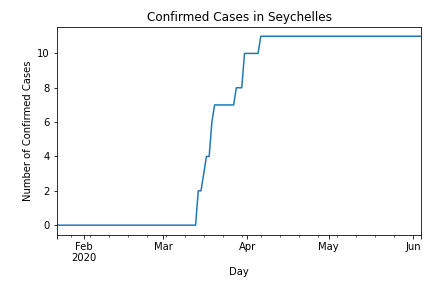 Confirmed Cases in Seychelles
Number of Confirmed Cases
10
8
6
4
2
0
Feb Mar Apr May Jun
2020
Day